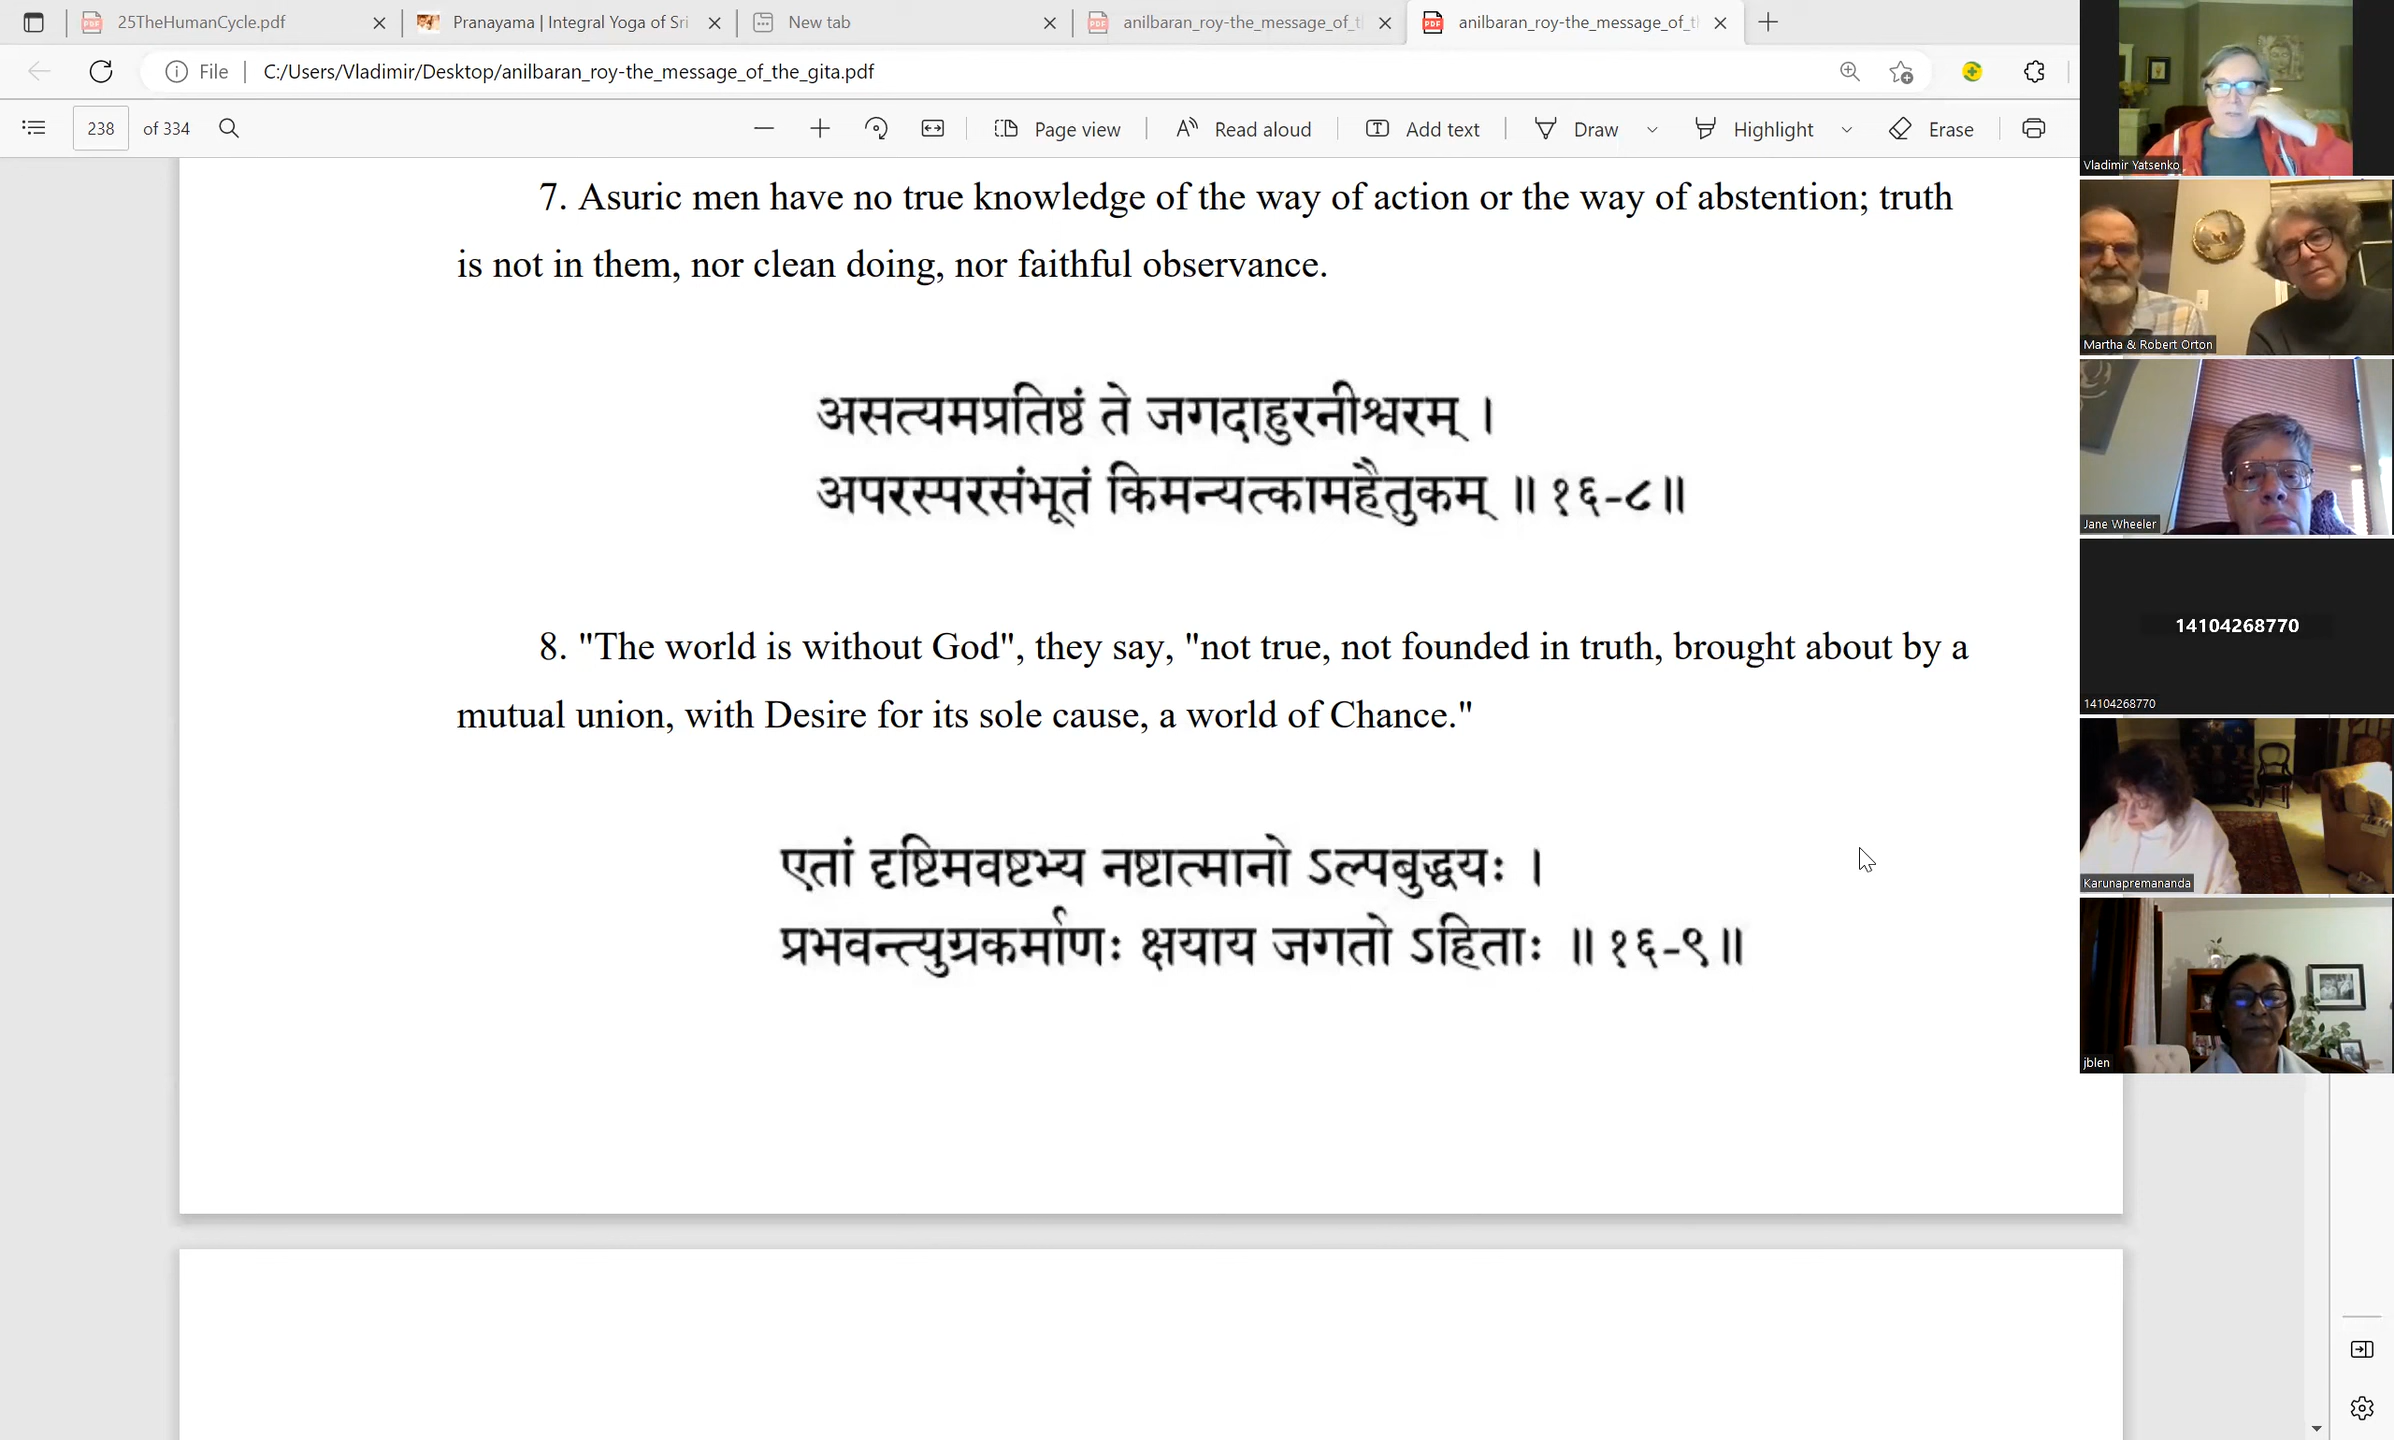 25TheHumanCycle.pdf
Pranayama | Integral Yoga of Sri
New tab
anilbaran_roy-the_message_of_t
anilbaran_roy-the_message_of_t
File
C:/Users/Vladimir/Desktop/anilbaran_roy-the_message_of_the_gita.pdf
238 of 334
Page view
Read aloud
Add text
Draw
Highlight
Erase
7. Asuric men have no true knowledge of the way of action or the way of abstention; truth
is not in them, nor clean doing, nor faithful observance.
असत्यमप्रतिष्ठं ते जगदाहुरनीश्वरम् ।
अपरस्परसंभूतं किमन्यत्कामहैतुकम् ॥ १६-८॥
8. "The world is without God", they say, "not true, not founded in truth, brought about by a
mutual union, with Desire for its sole cause, a world of Chance."
एतां दृष्टिमवष्टभ्य नष्टात्मानो ऽल्पबुद्धयः ।
प्रभवन्त्युग्रकर्माणः क्षयाय जगतो ऽहिताः ॥ १६-९॥
Vladimir Yatsenko
Martha & Robert Orton
Jane Wheeler
14104268770
14104268770
Karunapremananda
jblen